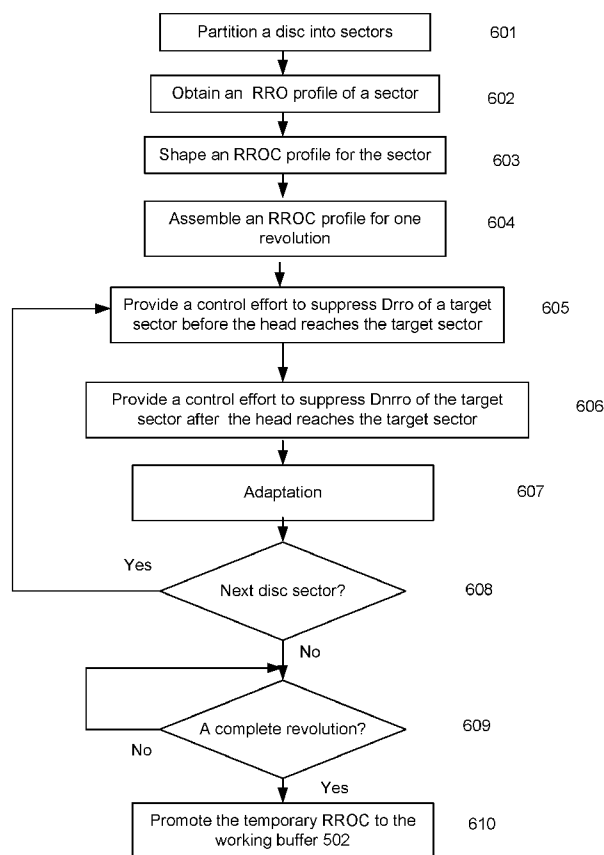 Partition a disc into sectors
601
Obtain an RRO profile of a sector
602
Shape an RROC profile for the sector
603
Assemble an RROC profile for one
revolution
604
Provide a control effort to suppress Drro of a target
sector before the head reaches the target sector
605
Provide a control effort to suppress Dnrro of the target
sector after the head reaches the target sector
606
Adaptation
607
Yes
Next disc sector?
608
No
A complete revolution?
609
No
Yes
Promote the temporary RROC to the
working buffer 502
610